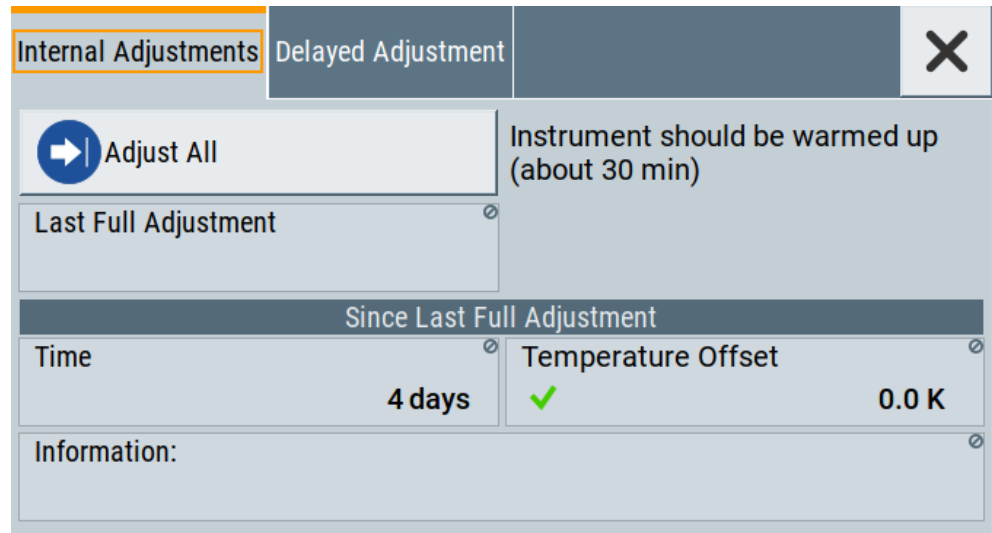 Internal Adjustments
Delayed Adjustment
Adjust All
Instrument should be warmed up
(about 30 min)
Last Full Adjustment
Since Last Full Adjustment
Time
4 days
Temperature Offset
0.0 K
Information: